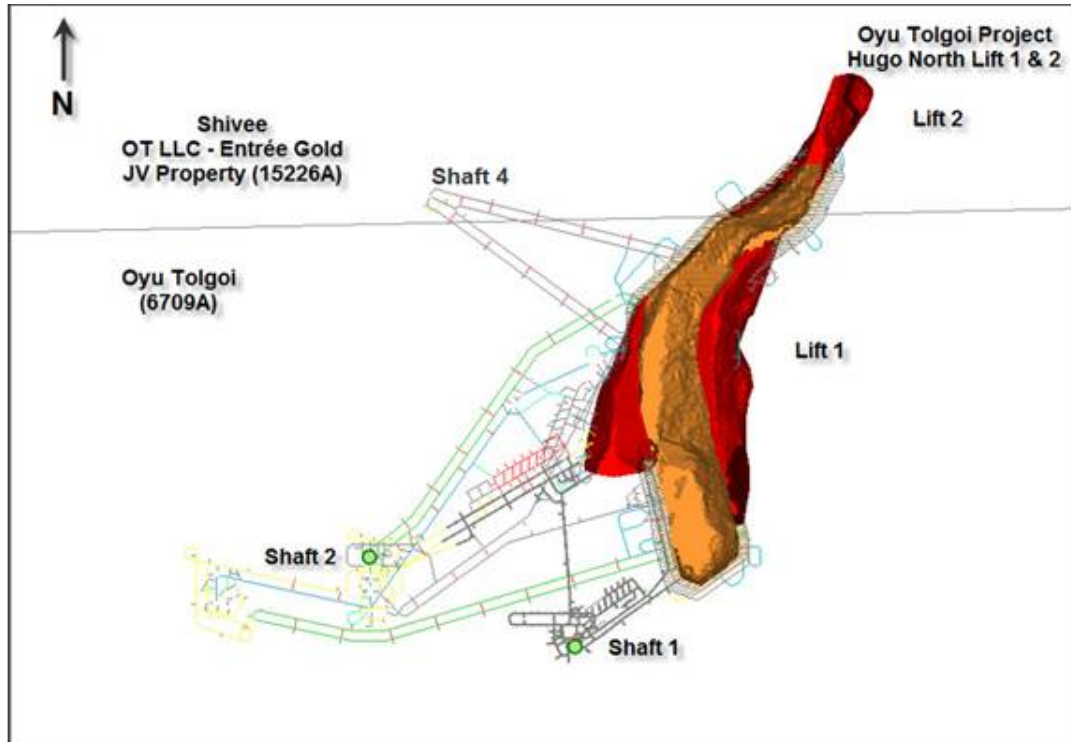 Oyu Tolgoi Project
Hugo North Lift 1 & 2
N
Shivee
OT LLC - Entrée Gold
JV Property (15226A)
Lift 2
Shaft 4
Oyu Tolgoi
(6709A)
Lift 1
Shaft 2
Shaft 1